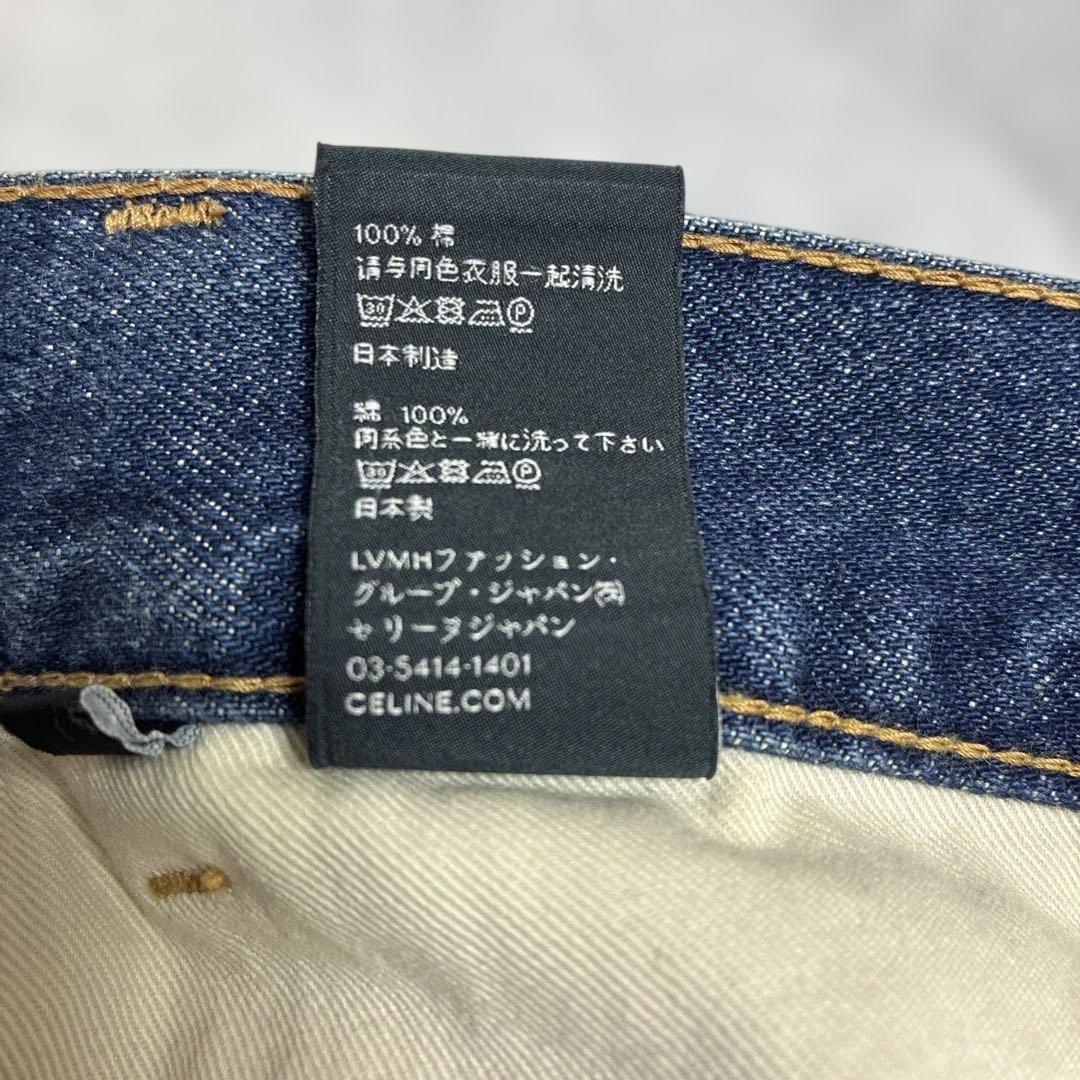 100% 棉
请与同色衣服一起清洗
日本制造
綿 100%
同系色と一緒に洗って下さい
日本製
LVMHファッション・
グループ・ジャパン㈱
セリーヌジャパン
03-5414-1401
CELINE.COM